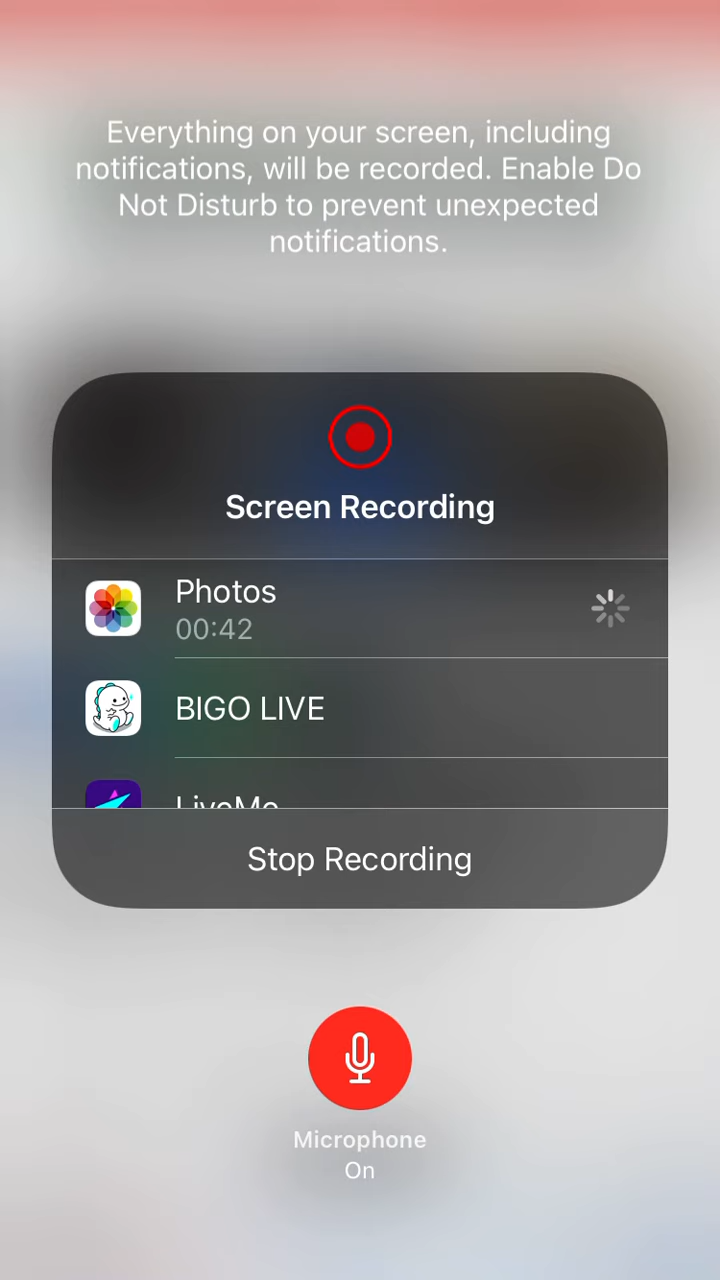 Everything on your screen, including
notifications, will be recorded. Enable Do
Not Disturb to prevent unexpected
notifications.
Screen Recording
Photos
00:42
BIGO LIVE
LiveMe
Stop Recording
Microphone
On